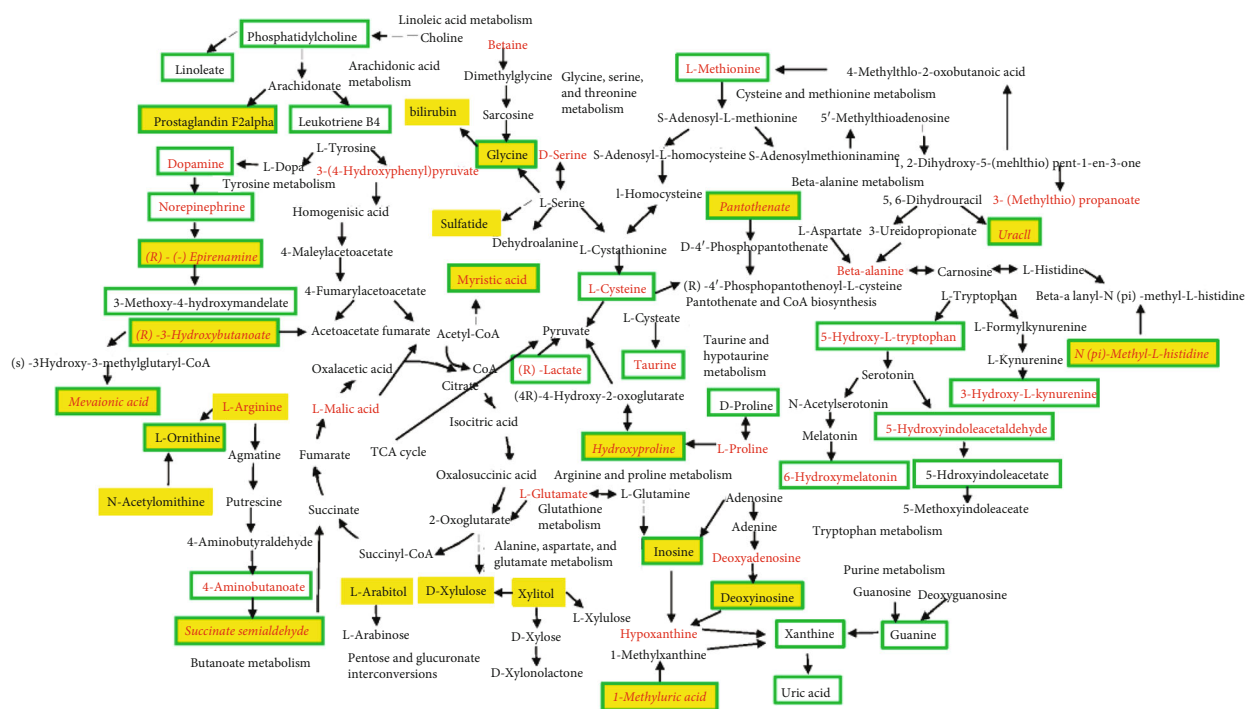 Linoleic acid metabolism
Phosphatidylcholine
Choline
Linoleate
Arachidonic acid
metabolism
Arachidonate
Prostaglandin F2alpha
Leukotriene B4
Betaine
Dimethylglycine
Glycine, serine,
and threonine
metabolism
Sarcosine
bilirubin
Glycine
D-Serine
L-Serine
Sulfatide
Dehydroalanine
L-Methionine
4-Methylthlo-2-oxobutanoic acid
Cysteine and methionine metabolism
S-Adenosyl-L-methionine
5′-Methylthioadenosine
S-Adenosyl-L-homocysteine
S-Adenosylmethioninamine
1, 2-Dihydroxy-5-(mehlthio) pent-1-en-3-one
l-Homocysteine
Beta-alanine metabolism
3- (Methylthio) propanoate
L-Tyrosine
Dopamine
L-Dopa
3-(4-Hydroxyphenyl)pyruvate
Tyrosine metabolism
Norepinephrine
Homogenisic acid
(R) - (-) Epirenamine
4-Maleylacetoacetate
3-Methoxy-4-hydroxymandelate
4-Fumarylacetoacetate
(R) -3-Hydroxybutanoate
Acetoacetate fumarate
(s) -3Hydroxy-3-methylglutaryl-CoA
Mevaionic acid
L-Cystathionine
Pantothenate
D-4′-Phosphopantothenate
L-Aspartate
5, 6-Dihydrouracil
3-Ureidopropionate
Uracll
Beta-alanine
Carnosine
L-Histidine
L-Cysteine
(R) -4′-Phosphopantothenoyl-L-cysteine
Pantothenate and CoA biosynthesis
Beta-a lanyl-N (pi) -methyl-L-histidine
L-Tryptophan
5-Hydroxy-L-tryptophan
L-Formylkynurenine
N (pi)-Methyl-L-histidine
L-Kynurenine
Serotonin
3-Hydroxy-L-kynurenine
N-Acetylserotonin
5-Hydroxyindoleacetaldehyde
Melatonin
6-Hydroxymelatonin
5-Hdroxyindoleacetate
5-Methoxyindoleaceate
Tryptophan metabolism
Myristic acid
Acetyl-CoA
CoA
Citrate
Pyruvate
L-Cysteate
Taurine and
hypotaurine
metabolism
(R) -Lactate
Taurine
(4R)-4-Hydroxy-2-oxoglutarate
D-Proline
Hydroxyproline
L-Proline
Arginine and proline metabolism
Oxalacetic acid
L-Malic acid
Isocitric acid
TCA cycle
Fumarate
Oxalosuccinic acid
Succinate
2-Oxoglutarate
Succinyl-CoA
L-Glutamate
L-Glutamine
Glutathione
metabolism
Alanine, aspartate, and
glutamate metabolism
L-Arginine
L-Ornithine
Agmatine
N-Acetylomithine
Putrescine
4-Aminobutyraldehyde
4-Aminobutanoate
Succinate semialdehyde
Butanoate metabolism
L-Arabitol
D-Xylulose
Xylitol
L-Arabinose
L-Xylulose
D-Xylose
Pentose and glucuronate
interconversions
D-Xylonolactone
Adenosine
Adenine
Inosine
Deoxyadenosine
Deoxyinosine
Purine metabolism
Guanosine
Deoxyguanosine
Hypoxanthine
Xanthine
Guanine
1-Methylxanthine
1-Methyluric acid
Uric acid